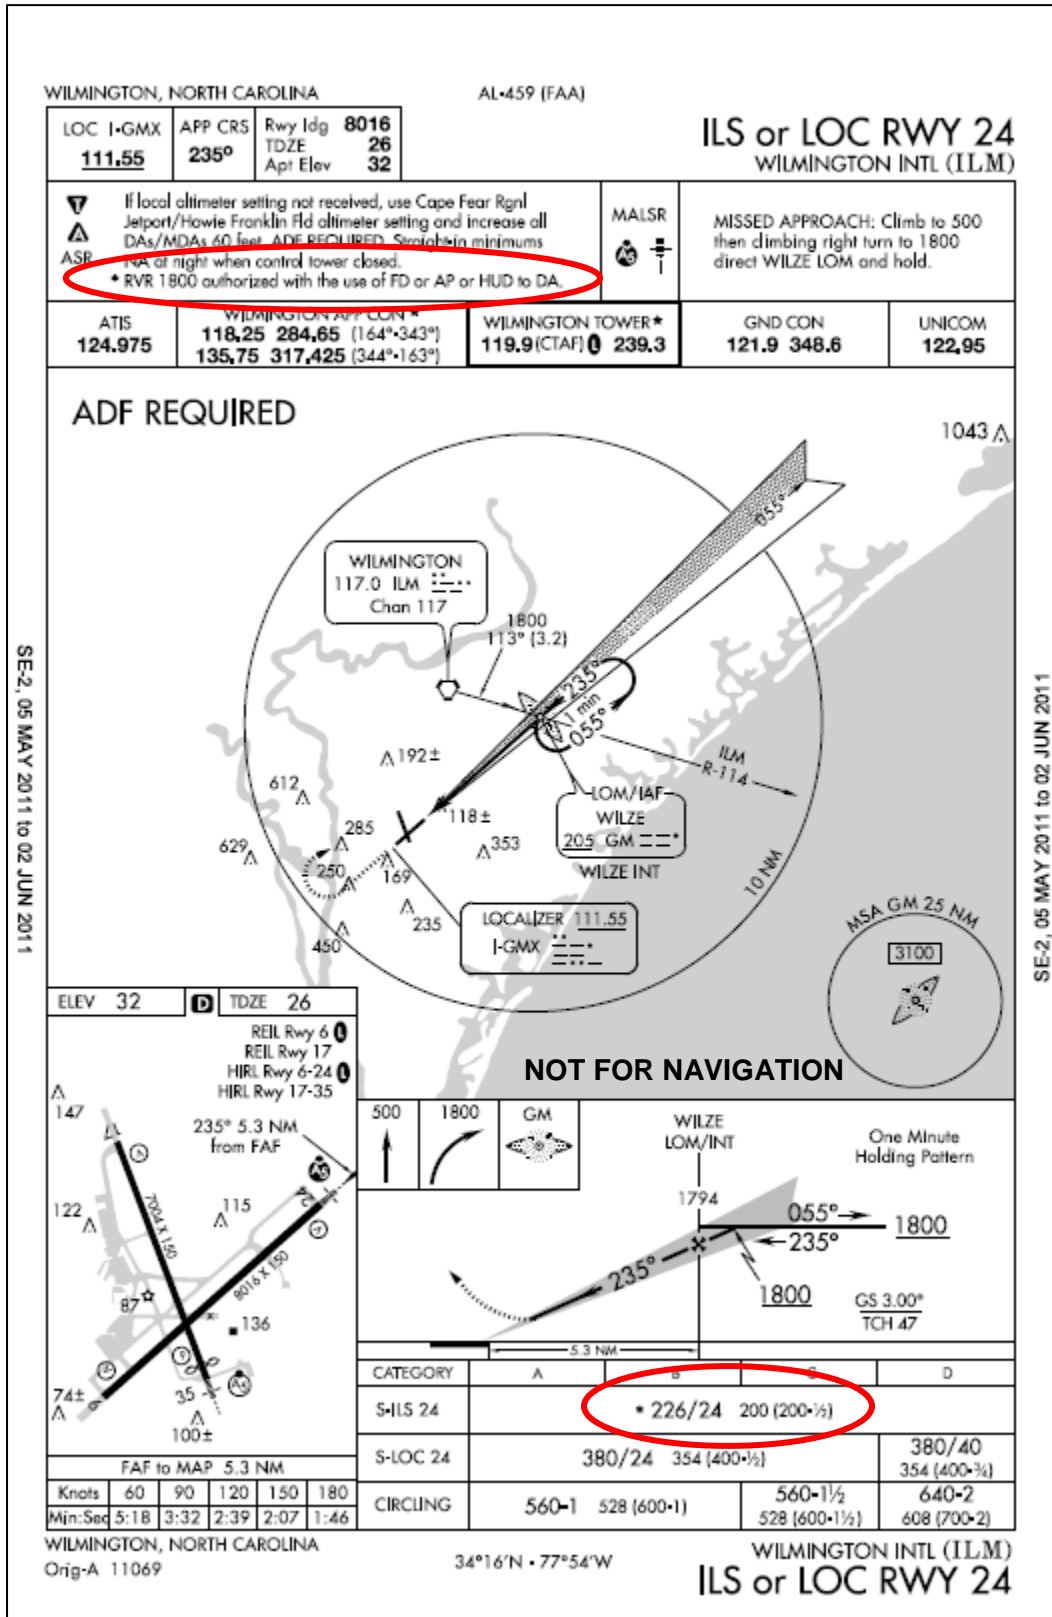 WILMINGTON, NORTH CAROLINA
AL-459 (FAA)
LOC I-GMX
111.55
APP CRS
235°
Rwy ldg 8016
TDZE 26
Apt Elev 32
ILS or LOC RWY 24
WILMINGTON INTL (ILM)
T
A
ASR
If local altimeter setting not received, use Cape Fear Rgnl
Jetport/Howie Franklin Fld altimeter setting and increase all
DAs/MDAs 60 feet. ADF REQUIRED. Straight-in minimums
NA at night when control tower closed.
* RVR 1800 authorized with the use of FD or AP or HUD to DA.
MALSR
A5
MISSED APPROACH: Climb to 500
then climbing right turn to 1800
direct WILZE LOM and hold.
ATIS
124.975
WILMINGTON APP CON *
118.25 284.65 (164°-343°)
135.75 317.425 (344°-163°)
WILMINGTON TOWER*
119.9(CTAF) L 239.3
GND CON
121.9 348.6
UNICOM
122.95
ADF REQUIRED
1043
055°
WILMINGTON
117.0 ILM
Chan 117
1800
113° (3.2)
235°
1 min
055°
ILM
R-114
192±
612
118±
LOM/IAF
WILZE
205 GM
WILZE INT
285
629
353
250
169
10 NM
235
450
LOCALIZER 111.55
I-GMX
MSA GM 25 NM
3100
SE-2, 05 MAY 2011 to 02 JUN 2011
SE-2, 05 MAY 2011 to 02 JUN 2011
NOT FOR NAVIGATION
ELEV 32
D
TDZE 26
REIL Rwy 6 L
REIL Rwy 17
HIRL Rwy 6-24 L
HIRL Rwy 17-35
147
235° 5.3 NM
from FAF
A5
24
122
115
7004 X 150
8016 X 150
87
136
74±
6
35
A5
100±
FAF to MAP 5.3 NM
Knots 60 90 120 150 180
Min:Sec 5:18 3:32 2:39 2:07 1:46
500
1800
GM
WILZE
LOM/INT
One Minute
Holding Pattern
1794
055°
1800
235°
235°
1800
GS 3.00°
TCH 47
5.3 NM
CATEGORY A B C D
S-ILS 24
* 226/24 200 (200-½)
S-LOC 24
380/24 354 (400-½)
380/40
354 (400-¾)
CIRCLING
560-1 528 (600-1)
560-1½
528 (600-1½)
640-2
608 (700-2)
WILMINGTON, NORTH CAROLINA
Orig-A 11069
34°16'N - 77°54'W
WILMINGTON INTL (ILM)
ILS or LOC RWY 24